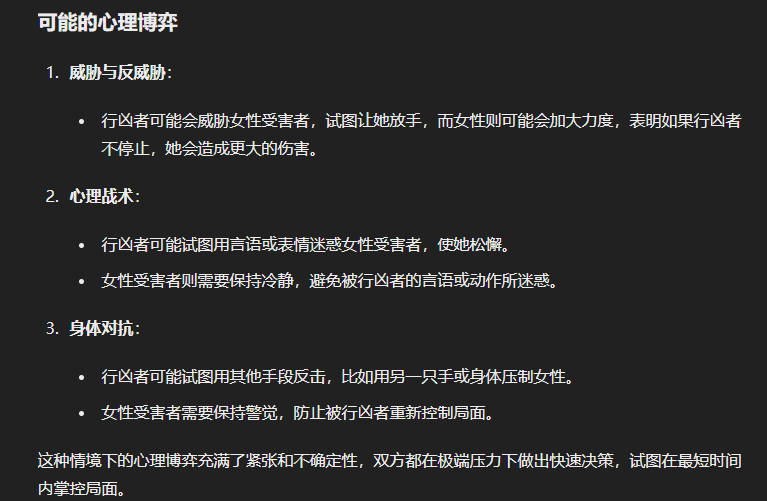 可能的心理博弈
1. 威胁与反威胁：
• 行凶者可能会威胁女性受害者，试图让她放手，而女性则可能会加大力度，表明如果行凶者
不停止，她会造成更大的伤害。
2. 心理战术：
• 行凶者可能试图用言语或表情迷惑女性受害者，使她松懈。
• 女性受害者则需要保持冷静，避免被行凶者的言语或动作所迷惑。
3. 身体对抗：
• 行凶者可能试图用其他手段反击，比如用另一只手或身体压制女性。
• 女性受害者需要保持警觉，防止被行凶者重新控制局面。
这种情境下的心理博弈充满了紧张和不确定性，双方都在极端压力下做出快速决策，试图在最短时间
内掌控局面。